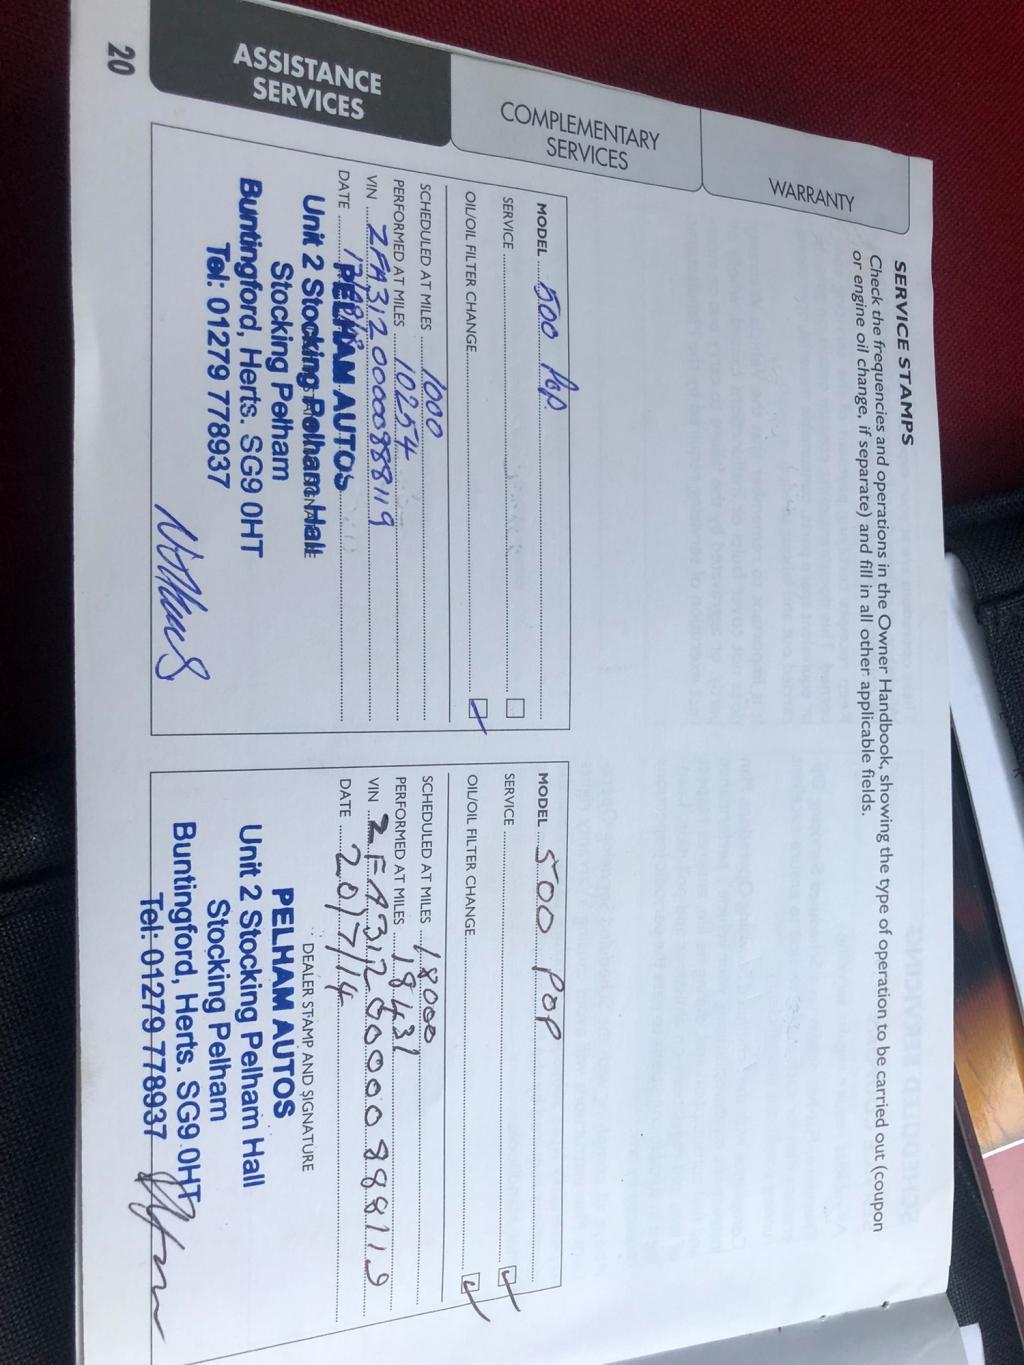 ASSISTANCE
SERVICES
COMPLEMENTARY
SERVICES
WARRANTY
SERVICE STAMPS
Check the frequencies and operations in the Owner Handbook, showing the type of operation to be carried out (coupon
or engine oil change, if separate) and fill in all other applicable fields.
MODEL 500 Pop
SERVICE
OIL/OIL FILTER CHANGE
SCHEDULED AT MILES 1000
PERFORMED AT MILES 10254
VIN ZFA31200000888119
DATE
PELHAM AUTOS
Unit 2 Stocking Pelham Hall
Stocking Pelham
Buntingford, Herts. SG9 0HT
Tel: 01279 778937
MODEL 500 POP
SERVICE
OIL/OIL FILTER CHANGE
SCHEDULED AT MILES 18000
PERFORMED AT MILES 18431
VIN ZFA31200000888119
DATE 20/7/14
DEALER STAMP AND SIGNATURE
PELHAM AUTOS
Unit 2 Stocking Pelham Hall
Stocking Pelham
Buntingford, Herts. SG9 0HT
Tel: 01279 778937
20